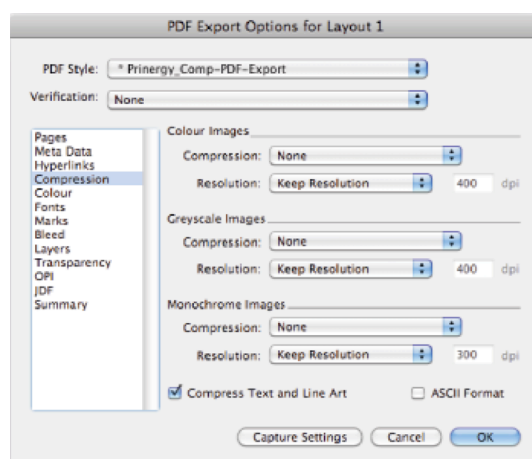 PDF Export Options for Layout 1
PDF Style: * Prinergy_Comp-PDF-Export
Verification: None
Pages
Meta Data
Hyperlinks
Compression
Colour
Fonts
Marks
Bleed
Layers
Transparency
OPI
JDF
Summary
Colour Images
Compression: None
Resolution: Keep Resolution 400 dpi
Greyscale Images
Compression: None
Resolution: Keep Resolution 400 dpi
Monochrome Images
Compression: None
Resolution: Keep Resolution 300 dpi
Compress Text and Line Art ASCII Format
Capture Settings Cancel OK